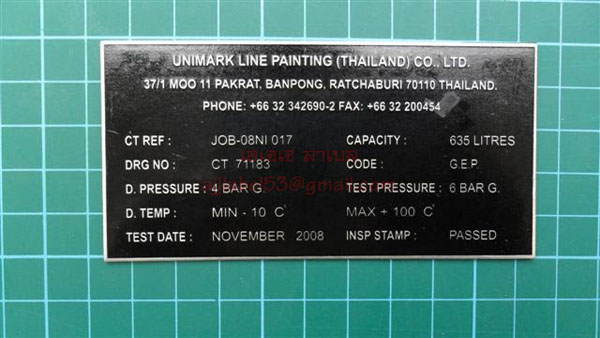 UNIMARK LINE PAINTING (THAILAND) CO., LTD.
37/1 MOO 11 PAKRAT, BANPONG, RATCHABURI 70110 THAILAND.
PHONE: +66 32 342690-2 FAX: +66 32 200454
CT REF : JOB-08NI 017 CAPACITY : 635 LITRES
DRG NO : CT 71183 CODE : G.E.P.
D. PRESSURE : 4 BAR G. TEST PRESSURE : 6 BAR G.
D. TEMP : MIN - 10 C° MAX + 100 C°
TEST DATE : NOVEMBER 2008 INSP STAMP : PASSED